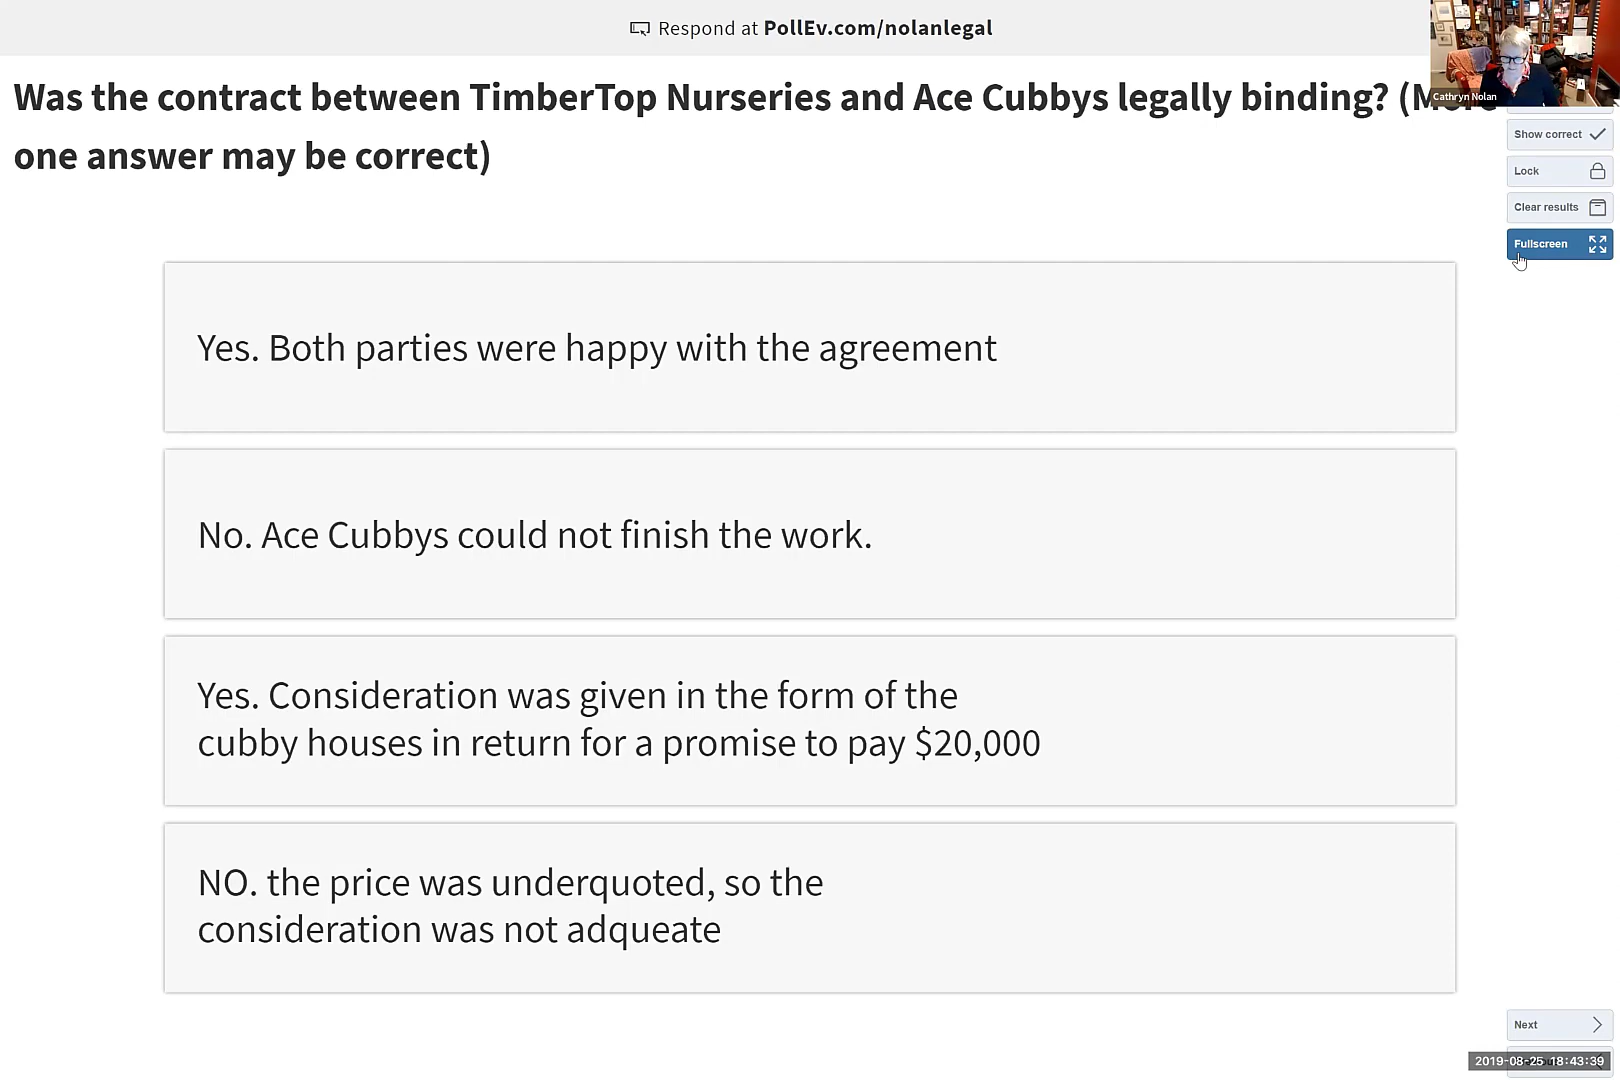 Respond at PollEv.com/nolanlegal
Cathryn Nolan
Was the contract between TimberTop Nurseries and Ace Cubbys legally binding? (More
one answer may be correct)
Show correct
Lock
Clear results
Fullscreen
Yes. Both parties were happy with the agreement
No. Ace Cubbys could not finish the work.
Yes. Consideration was given in the form of the
cubby houses in return for a promise to pay $20,000
NO. the price was underquoted, so the
consideration was not adqueate
Next
2019-08-25 18:43:39